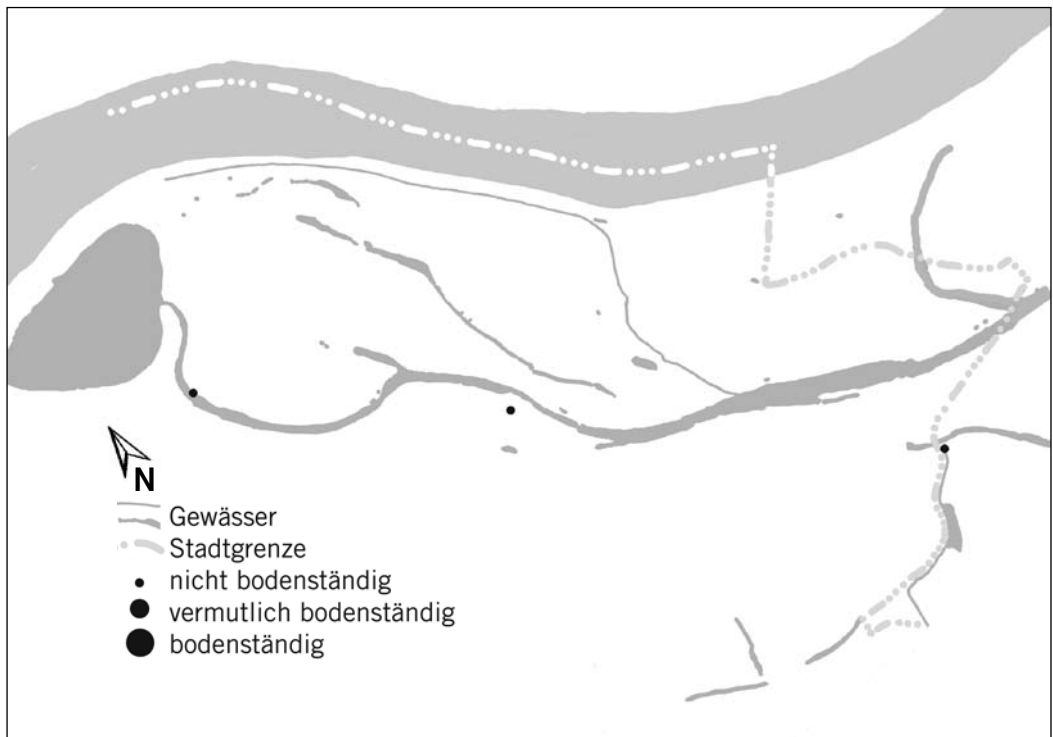 N
Gewässer
Stadtgrenze
nicht bodenständig
vermutlich bodenständig
bodenständig